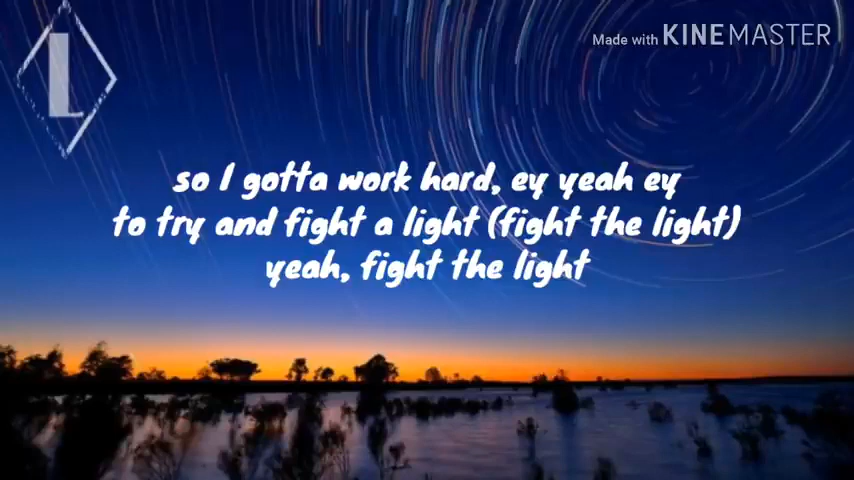 L
Made with KINEMASTER
so I gotta work hard, ey yeah ey
to try and fight a light (fight the light)
yeah, fight the light